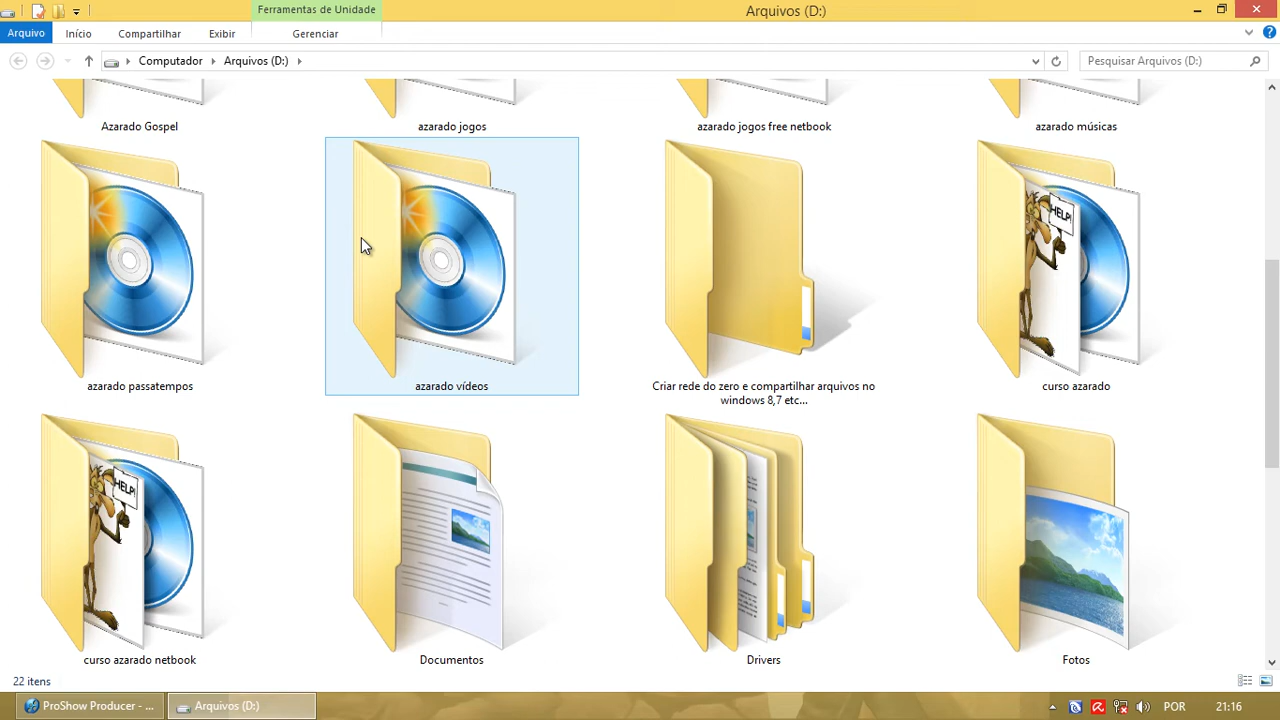 Ferramentas de Unidade
Arquivos (D:)
Arquivo
Início
Compartilhar
Exibir
Gerenciar
Computador
Arquivos (D:)
Pesquisar Arquivos (D:)
Azarado Gospel
azarado jogos
azarado jogos free netbook
azarado músicas
HELP!
azarado passatempos
azarado vídeos
Criar rede do zero e compartilhar arquivos no
windows 8,7 etc...
curso azarado
HELP!
curso azarado netbook
Documentos
Drivers
Fotos
22 itens
ProShow Producer - ...
Arquivos (D:)
POR
21:16